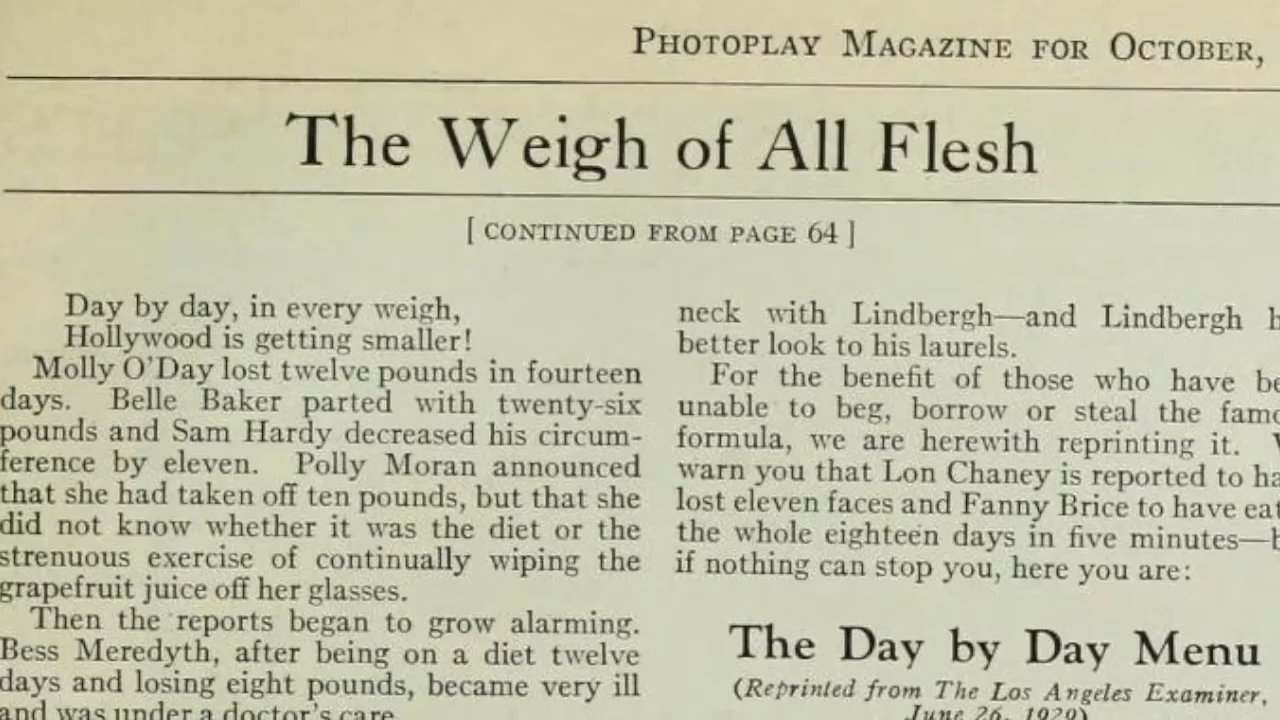 PHOTOPLAY MAGAZINE FOR OCTOBER,
The Weigh of All Flesh
[ CONTINUED FROM PAGE 64 ]
Day by day, in every weigh,
Hollywood is getting smaller!
Molly O'Day lost twelve pounds in fourteen
days. Belle Baker parted with twenty-six
pounds and Sam Hardy decreased his circum-
ference by eleven. Polly Moran announced
that she had taken off ten pounds, but that she
did not know whether it was the diet or the
strenuous exercise of continually wiping the
grapefruit juice off her glasses.
Then the reports began to grow alarming.
Bess Meredyth, after being on a diet twelve
days and losing eight pounds, became very ill
and was under a doctor's care.
neck with Lindbergh—and Lindbergh
better look to his laurels.
For the benefit of those who have
unable to beg, borrow or steal the
formula, we are herewith reprinting it.
warn you that Lon Chaney is reported to
lost eleven faces and Fanny Brice to have
the whole eighteen days in five minutes—
if nothing can stop you, here you are:
The Day by Day Menu
(Reprinted from The Los Angeles Examiner,
June 26, 1929)